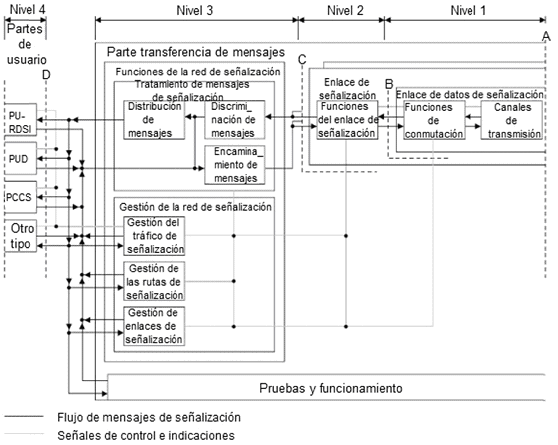 Nivel 4 Nivel 3 Nivel 2 Nivel 1
Partes de usuario
A
Parte transferencia de mensajes
D
C
Funciones de la red de señalización
Tratamiento de mensajes de señalización
Enlace de señalización
B
Enlace de datos de señalización
PU-
RDSI
Distribución
de mensajes
Discrimi_
nación de mensajes
Funciones
del enlace de
señalización
Funciones
de
conmutación
Canales
de
transmisión
PUD
Encamina_
miento de
mensajes
PCCS
Gestión de la red de señalización
Otro
tipo
Gestión del
tráfico de
señalización
Gestión de
las rutas de
señalización
Gestión de
enlaces de
señalización
Pruebas y funcionamiento
Flujo de mensajes de señalización
Señales de control e indicaciones